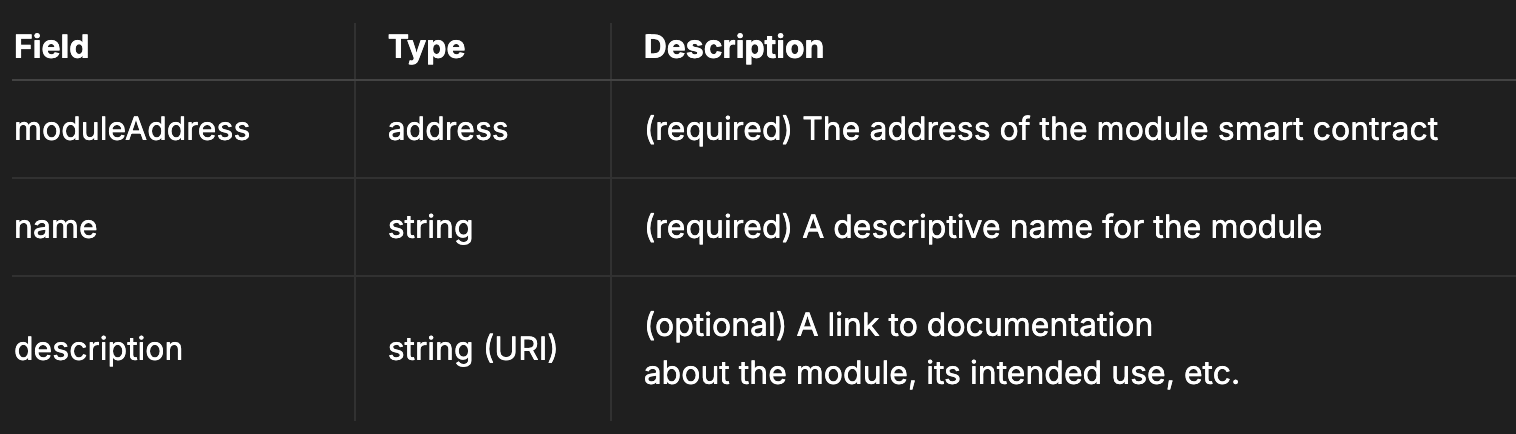 Field Type Description
moduleAddress address (required) The address of the module smart contract
name string (required) A descriptive name for the module
description string (URI) (optional) A link to documentation
about the module, its intended use, etc.